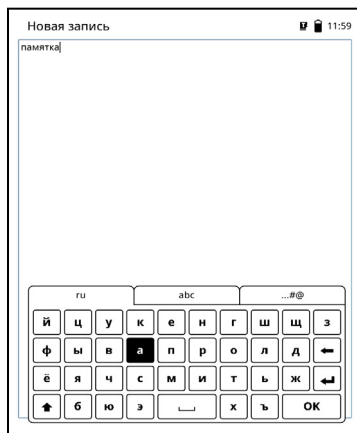 Новая запись 11:59
памятка
ru abc ...#@
й ц у к е н г ш щ з
ф ы в а п р о л д
ё я ч с м и т ь ж
б ю э х ъ OK